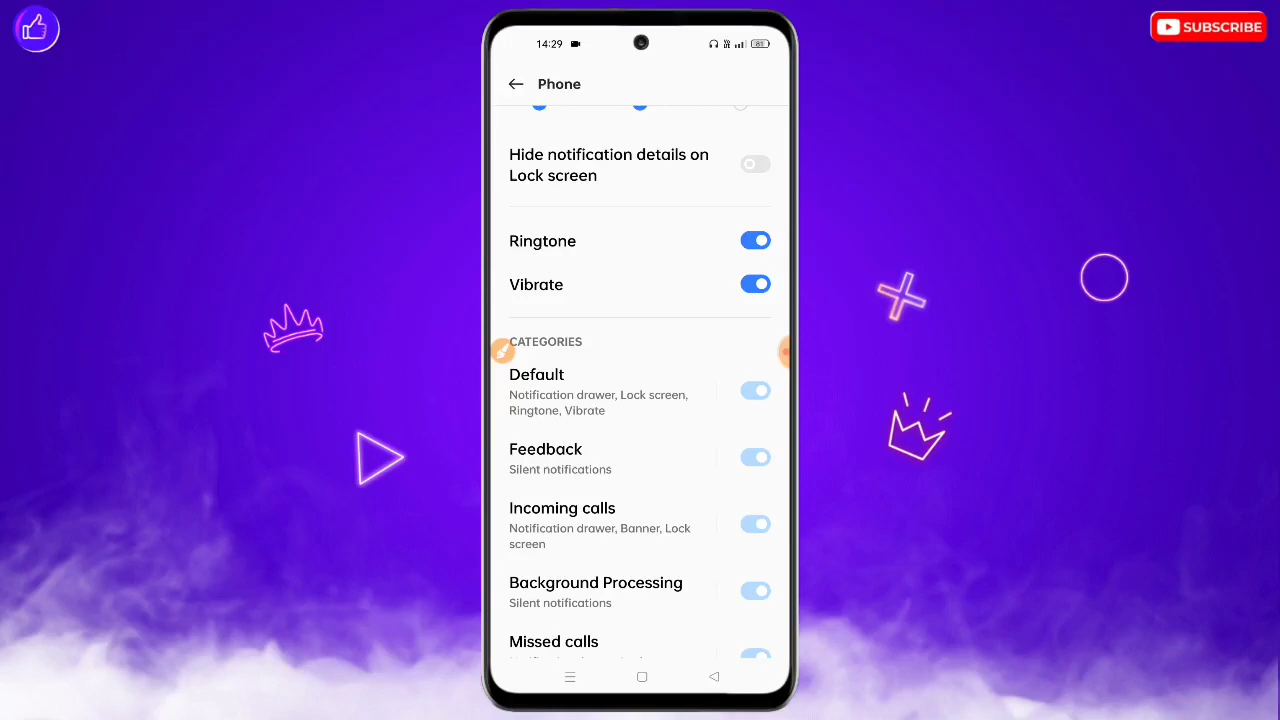 SUBSCRIBE
14:29
81
Phone
Hide notification details on
Lock screen
Ringtone
Vibrate
CATEGORIES
Default
Notification drawer, Lock screen,
Ringtone, Vibrate
Feedback
Silent notifications
Incoming calls
Notification drawer, Banner, Lock
screen
Background Processing
Silent notifications
Missed calls